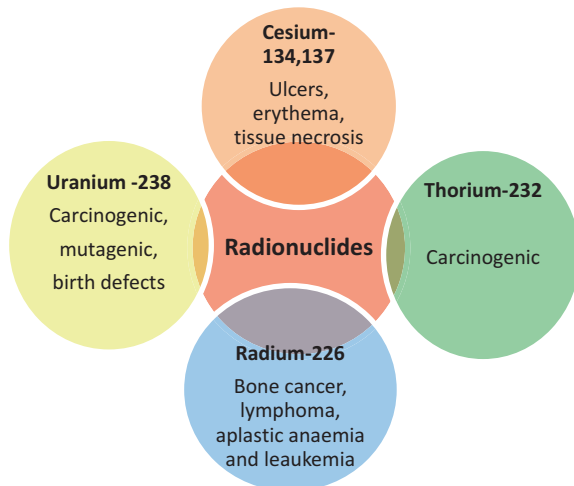 Cesium-
134,137
Ulcers,
erythema,
tissue necrosis
Uranium -238
Carcinogenic,
mutagenic,
birth defects
Radionuclides
Thorium-232
Carcinogenic
Radium-226
Bone cancer,
lymphoma,
aplastic anaemia
and leaukemia